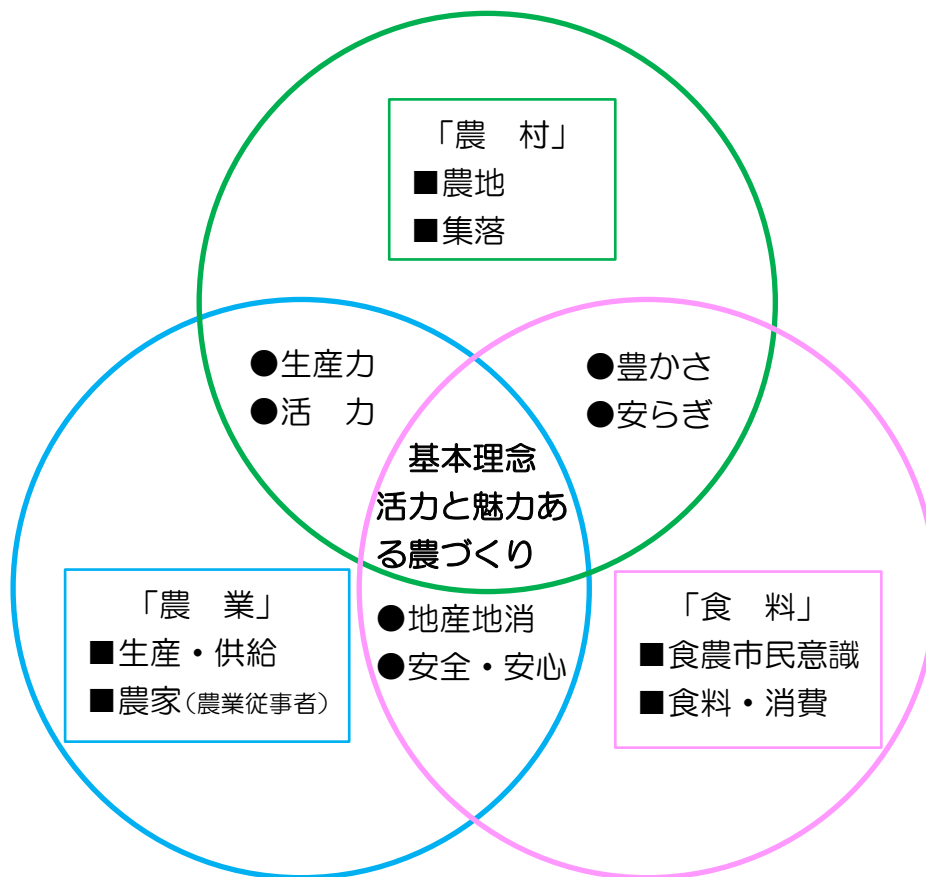 「農　村」
■農地
■集落
●生産力
●活　力
●豊かさ
●安らぎ
基本理念
活力と魅力あ
る農づくり
「農　業」
■生産・供給
■農家(農業従事者)
●地産地消
●安全・安心
「食　料」
■食農市民意識
■食料・消費